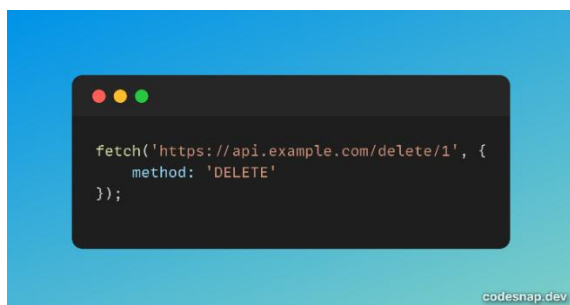 fetch('https://api.example.com/delete/1', {
    method: 'DELETE'
});
codesnap.dev